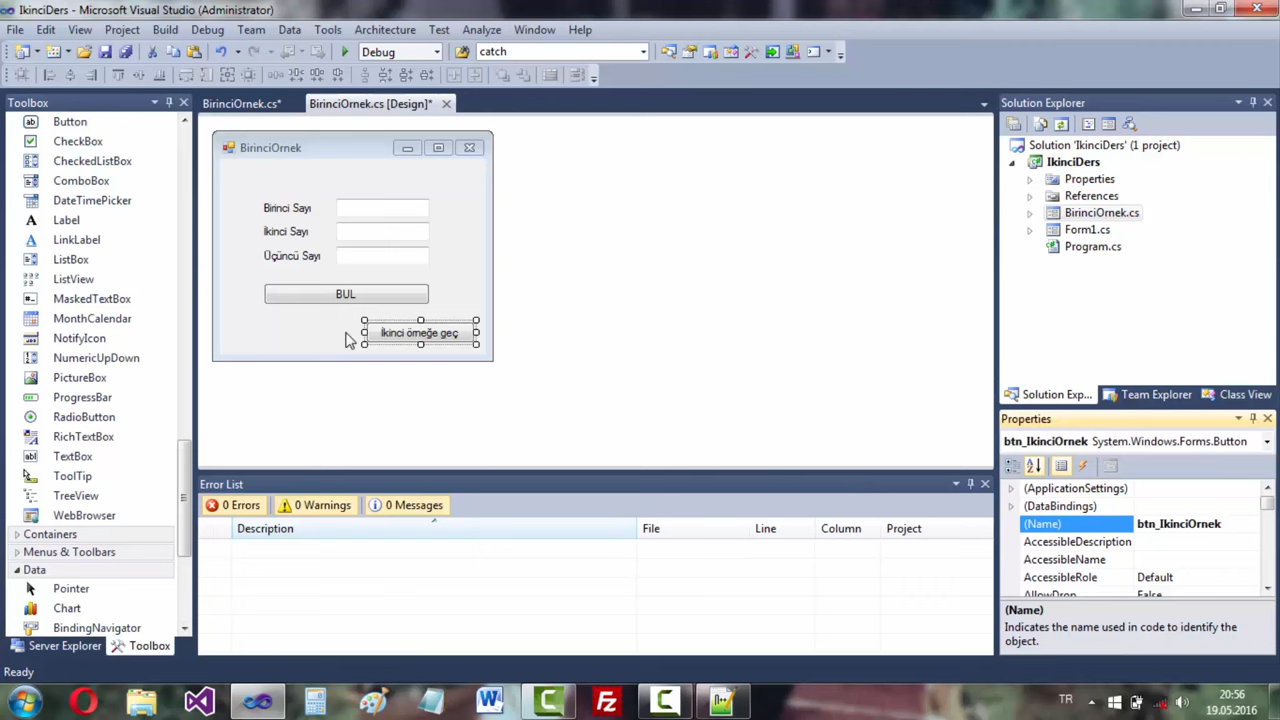 IkinciDers - Microsoft Visual Studio (Administrator)
File Edit View Project Build Debug Team Data Tools Architecture Test Analyze Window Help
Debug catch
Toolbox
Button
CheckBox
CheckedListBox
ComboBox
DateTimePicker
Label
LinkLabel
ListBox
ListView
MaskedTextBox
MonthCalendar
NotifyIcon
NumericUpDown
PictureBox
ProgressBar
RadioButton
RichTextBox
TextBox
ToolTip
TreeView
WebBrowser
Containers
Menus & Toolbars
Data
Pointer
Chart
BindingNavigator
Server Explorer Toolbox
BirinciOrnek.cs* BirinciOrnek.cs [Design]*
BirinciOrnek
Birinci Sayı
İkinci Sayı
Üçüncü Sayı
BUL
İkinci örneğe geç
Error List
0 Errors 0 Warnings 0 Messages
Description File Line Column Project
Solution Explorer
Solution 'IkinciDers' (1 project)
IkinciDers
Properties
References
BirinciOrnek.cs
Form1.cs
Program.cs
Solution Exp... Team Explorer Class View
Properties
btn_IkinciOrnek System.Windows.Forms.Button
(ApplicationSettings)
(DataBindings)
(Name) btn_IkinciOrnek
AccessibleDescription
AccessibleName
AccessibleRole Default
AllowDrop False
(Name)
Indicates the name used in code to identify the
object.
Ready
TR
20:56
19.05.2016